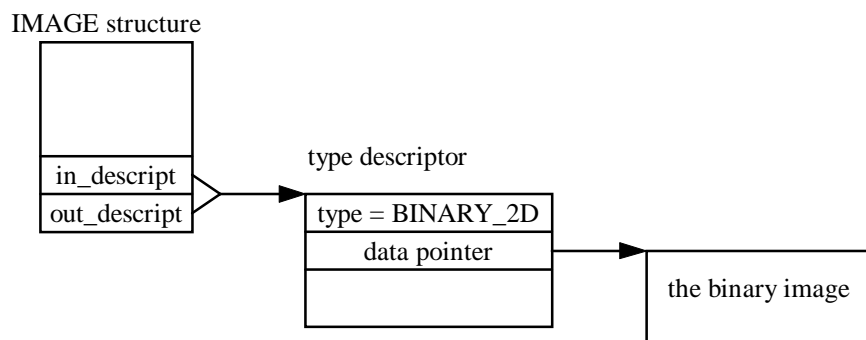 IMAGE structure
in_descript
out_descript
type descriptor
type = BINARY_2D
data pointer
the binary image